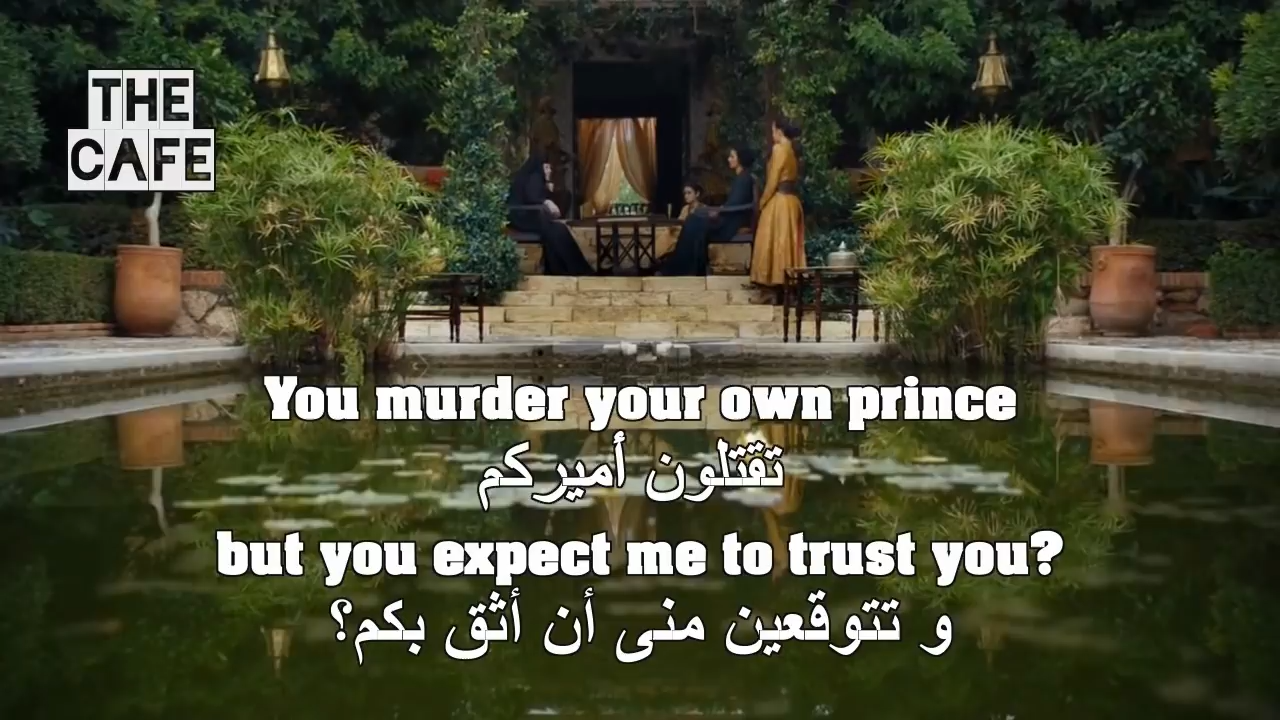 THE
CAFE
You murder your own prince
تقتلون أميركم
but you expect me to trust you?
و تتوقعين منى أن أثق بكم؟